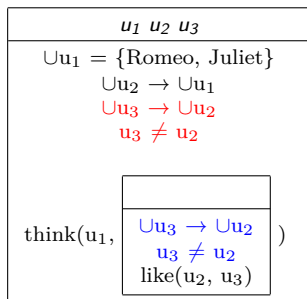 u₁ u₂ u₃
∪u₁ = {Romeo, Juliet}
∪u₂ → ∪u₁
∪u₃ → ∪u₂
u₃ ≠ u₂
∪u₃ → ∪u₂
think(u₁, u₃ ≠ u₂ )
like(u₂, u₃)